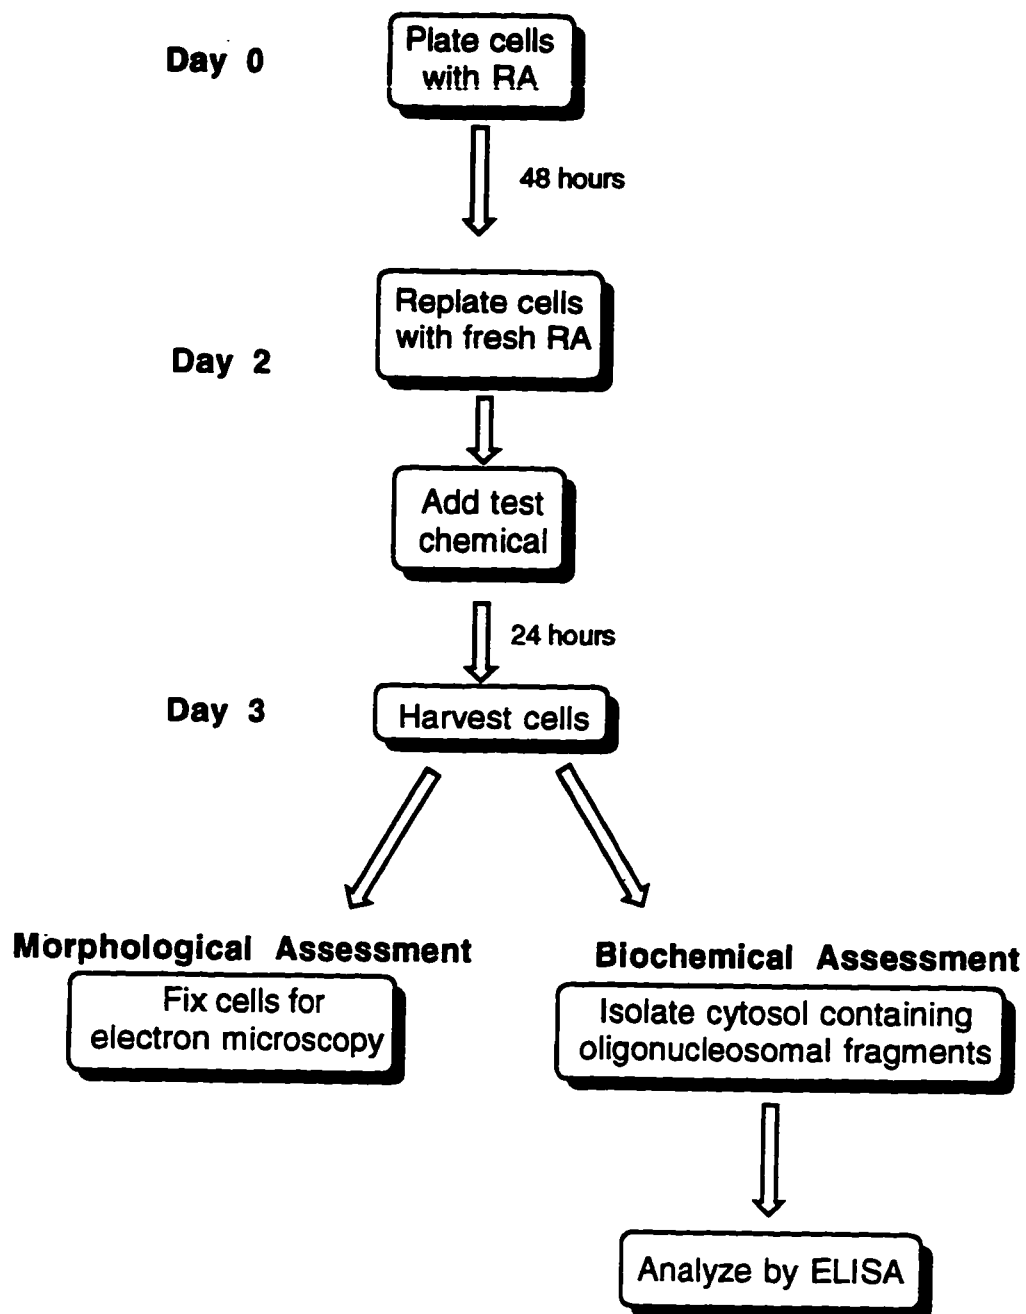 Day 0
Plate cells
with RA
48 hours
Replate cells
with fresh RA
Day 2
Add test
chemical
24 hours
Day 3
Harvest cells
Morphological Assessment
Fix cells for
electron microscopy
Biochemical Assessment
Isolate cytosol containing
oligonucleosomal fragments
Analyze by ELISA